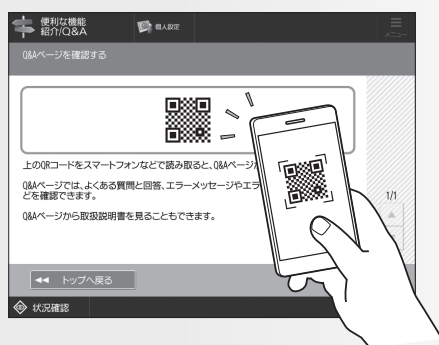 便利な機能
紹介/Q&A
個人設定
メニュー
Q&Aページを確認する
上のQRコードをスマートフォンなどで読み取ると、Q&Aページが
Q&Aページでは、よくある質問と回答、エラーメッセージやエラ
どを確認できます。
Q&Aページから取扱説明書を見ることもできます。
1/1
トップへ戻る
状況確認